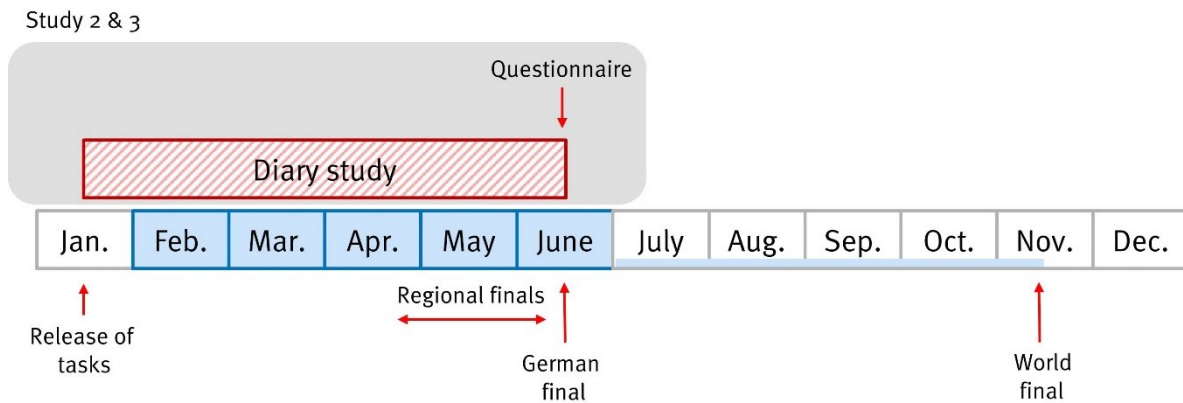 Study 2 & 3
Questionnaire
Diary study
Jan. Feb. Mar. Apr. May June July Aug. Sep. Oct. Nov. Dec.
Regional finals
Release of
tasks
German
final
World
final